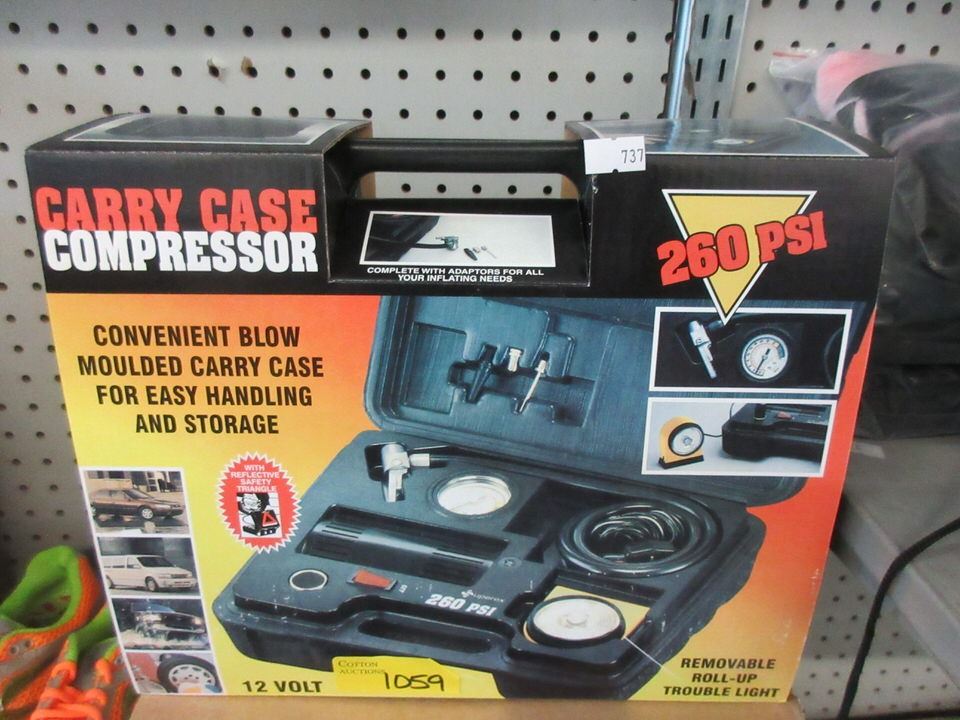 737
CARRY CASE
COMPRESSOR
COMPLETE WITH ADAPTORS FOR ALL
YOUR INFLATING NEEDS
260 PSI
CONVENIENT BLOW
MOULDED CARRY CASE
FOR EASY HANDLING
AND STORAGE
WITH
REFLECTIVE
SAFETY
TRIANGLE
Superex
260 PSI
12 VOLT
COTTON
AUCTIONS
1059
REMOVABLE
ROLL-UP
TROUBLE LIGHT